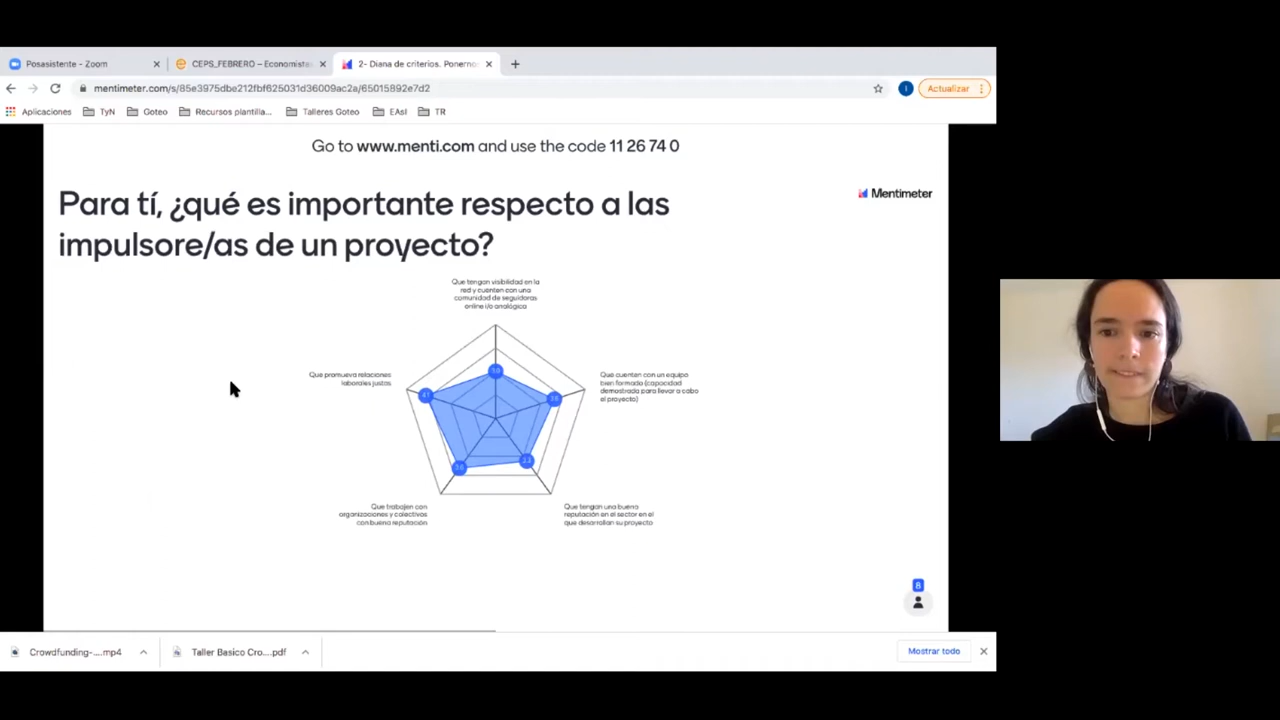 Posasistente - Zoom
CEPS_FEBRERO – Economistas
2- Diana de criterios. Ponerno
mentimeter.com/s/85e3975dbe212fbf625031d36009ac2a/65015892e7d2
Actualizar
Aplicaciones
TyN
Goteo
Recursos plantilla...
Talleres Goteo
EAsI
TR
Go to www.menti.com and use the code 11 26 74 0
Mentimeter
Para tí, ¿qué es importante respecto a las
impulsore/as de un proyecto?
Que tengan visibilidad en la
red y cuenten con una
comunidad de seguidoras
online i/o analógica
Que promueva relaciones
laborales justas
Que cuenten con un equipo
bien formado (capacidad
demostrada para llevar a cabo
el proyecto)
Que trabajen con
organizaciones y colectivos
con buena reputación
Que tengan una buena
reputación en el sector en el
que desarrollan su proyecto
8
Crowdfunding-....mp4
Taller Basico Cro....pdf
Mostrar todo